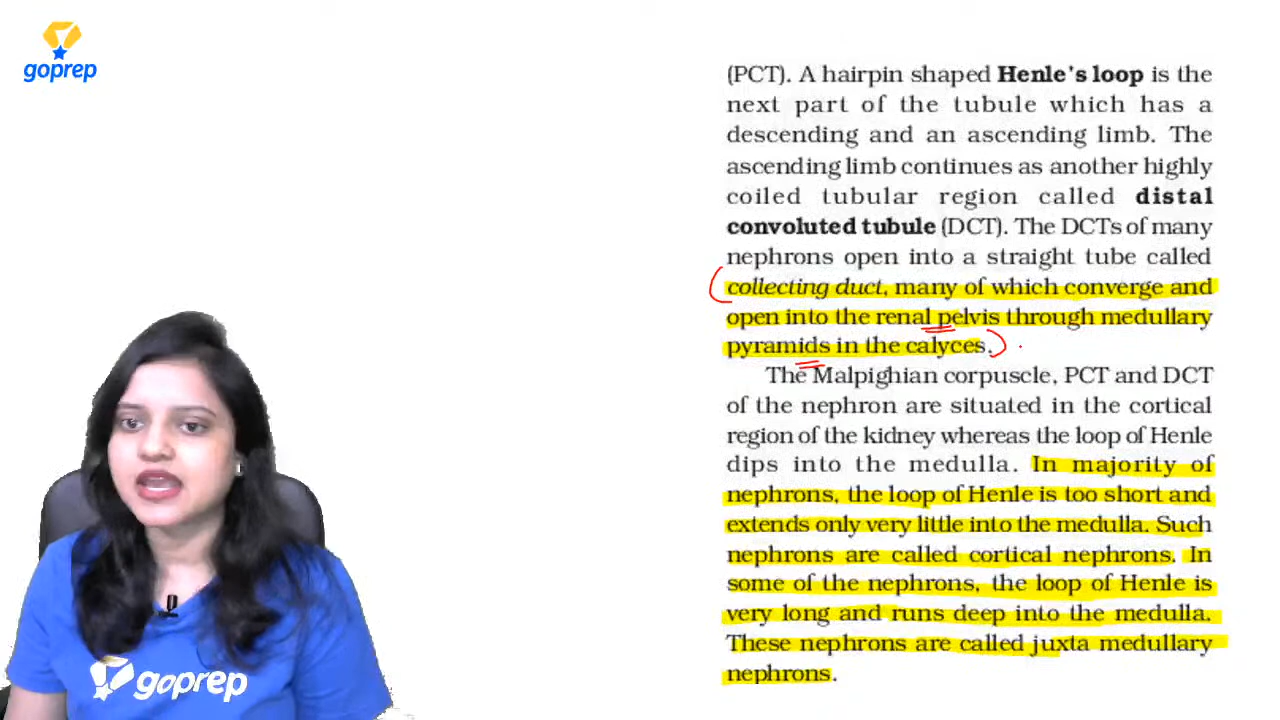 goprep
(PCT). A hairpin shaped Henle's loop is the
next part of the tubule which has a
descending and an ascending limb. The
ascending limb continues as another highly
coiled tubular region called distal
convoluted tubule (DCT). The DCTs of many
nephrons open into a straight tube called
collecting duct, many of which converge and
open into the renal pelvis through medullary
pyramids in the calyces.
The Malpighian corpuscle, PCT and DCT
of the nephron are situated in the cortical
region of the kidney whereas the loop of Henle
dips into the medulla. In majority of
nephrons, the loop of Henle is too short and
extends only very little into the medulla. Such
nephrons are called cortical nephrons. In
some of the nephrons, the loop of Henle is
very long and runs deep into the medulla.
These nephrons are called juxta medullary
nephrons.
goprep